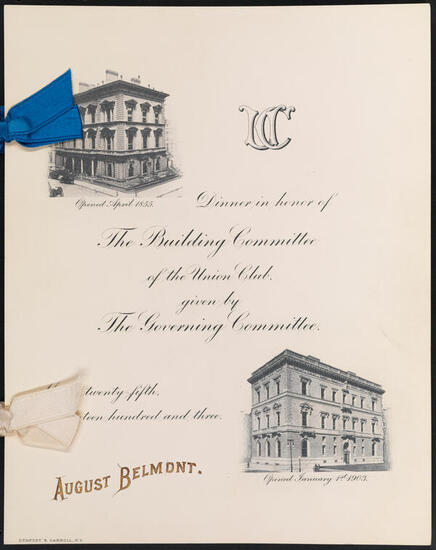 UC
Opened April 1855.
Dinner in honor of
The Building Committee
of the Union Club.
given by
The Governing Committee.
twenty-fifth,
teen hundred and three.
Opened January 1st 1903.
AUGUST BELMONT.
DEMPSEY & CARROLL, N.Y.